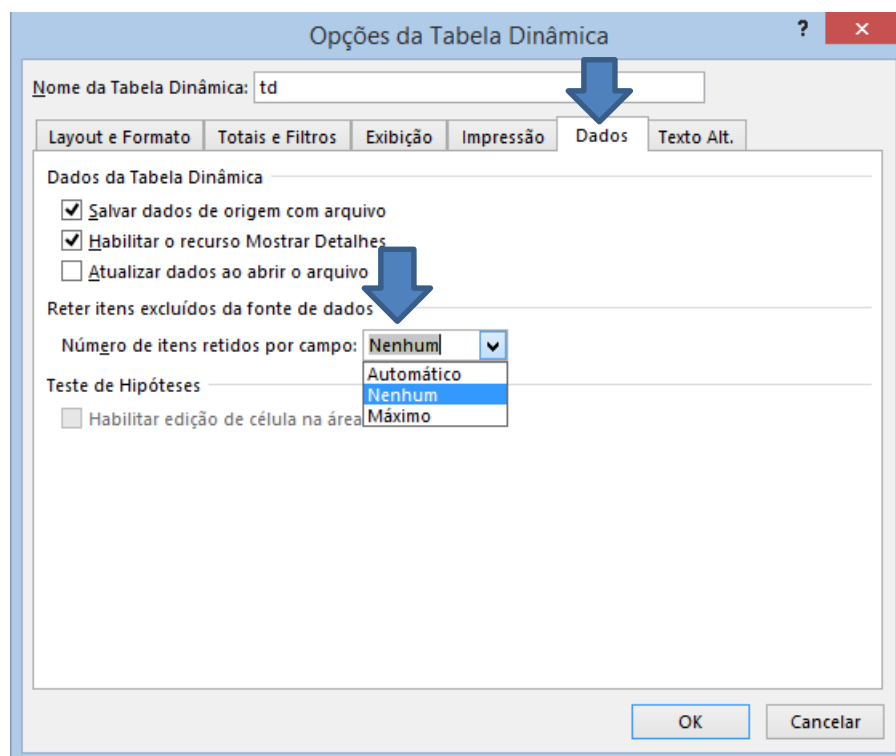 Opções da Tabela Dinâmica
?
Nome da Tabela Dinâmica: td
Layout e Formato Totais e Filtros Exibição Impressão Dados Texto Alt.
Dados da Tabela Dinâmica
Salvar dados de origem com arquivo
Habilitar o recurso Mostrar Detalhes
Atualizar dados ao abrir o arquivo
Reter itens excluídos da fonte de dados
Número de itens retidos por campo: Nenhum
Automático
Nenhum
Máximo
Teste de Hipóteses
Habilitar edição de célula na área
OK Cancelar